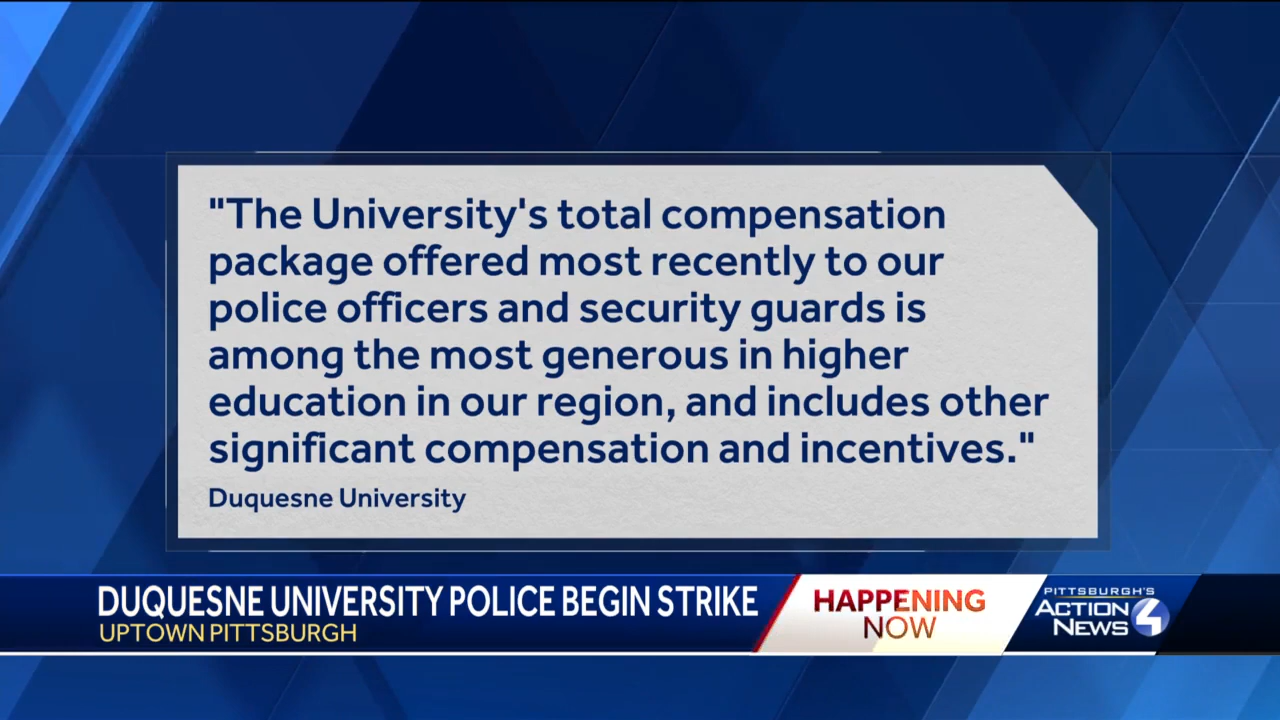 "The University's total compensation
package offered most recently to our
police officers and security guards is
among the most generous in higher
education in our region, and includes other
significant compensation and incentives."
Duquesne University
DUQUESNE UNIVERSITY POLICE BEGIN STRIKE
UPTOWN PITTSBURGH
HAPPENING
NOW
PITTSBURGH'S
ACTION
NEWS 4